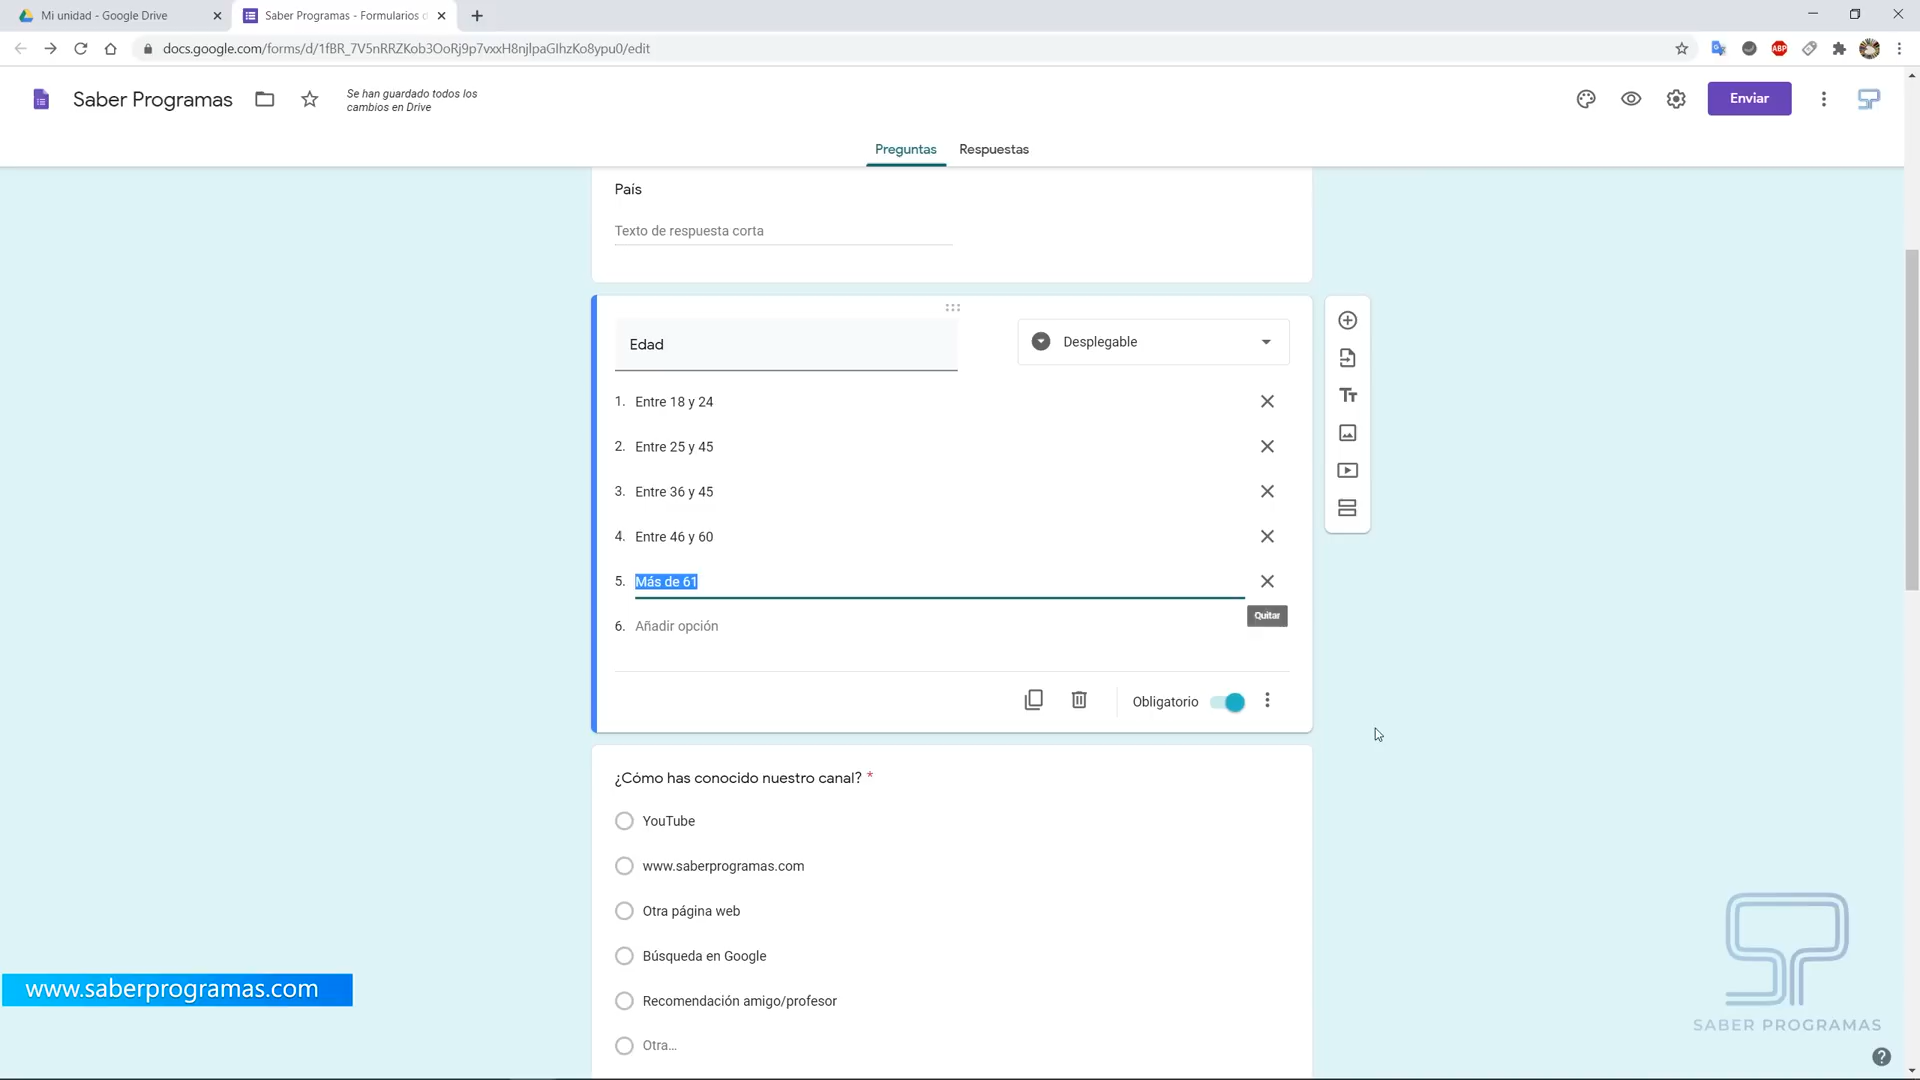 Mi unidad - Google Drive
Saber Programas - Formularios d
docs.google.com/forms/d/1fBR_7V5nRRZKob3OoRj9p7vxxH8njlpaGlhzKo8ypu0/edit
ABP
Saber Programas
Se han guardado todos los
cambios en Drive
Enviar
Preguntas
Respuestas
País
Texto de respuesta corta
Edad
Desplegable
1. Entre 18 y 24
2. Entre 25 y 45
3. Entre 36 y 45
4. Entre 46 y 60
5. Más de 61
Quitar
6. Añadir opción
Obligatorio
¿Cómo has conocido nuestro canal? *
YouTube
www.saberprogramas.com
Otra página web
Búsqueda en Google
Recomendación amigo/profesor
Otra...
www.saberprogramas.com
SABER PROGRAMAS